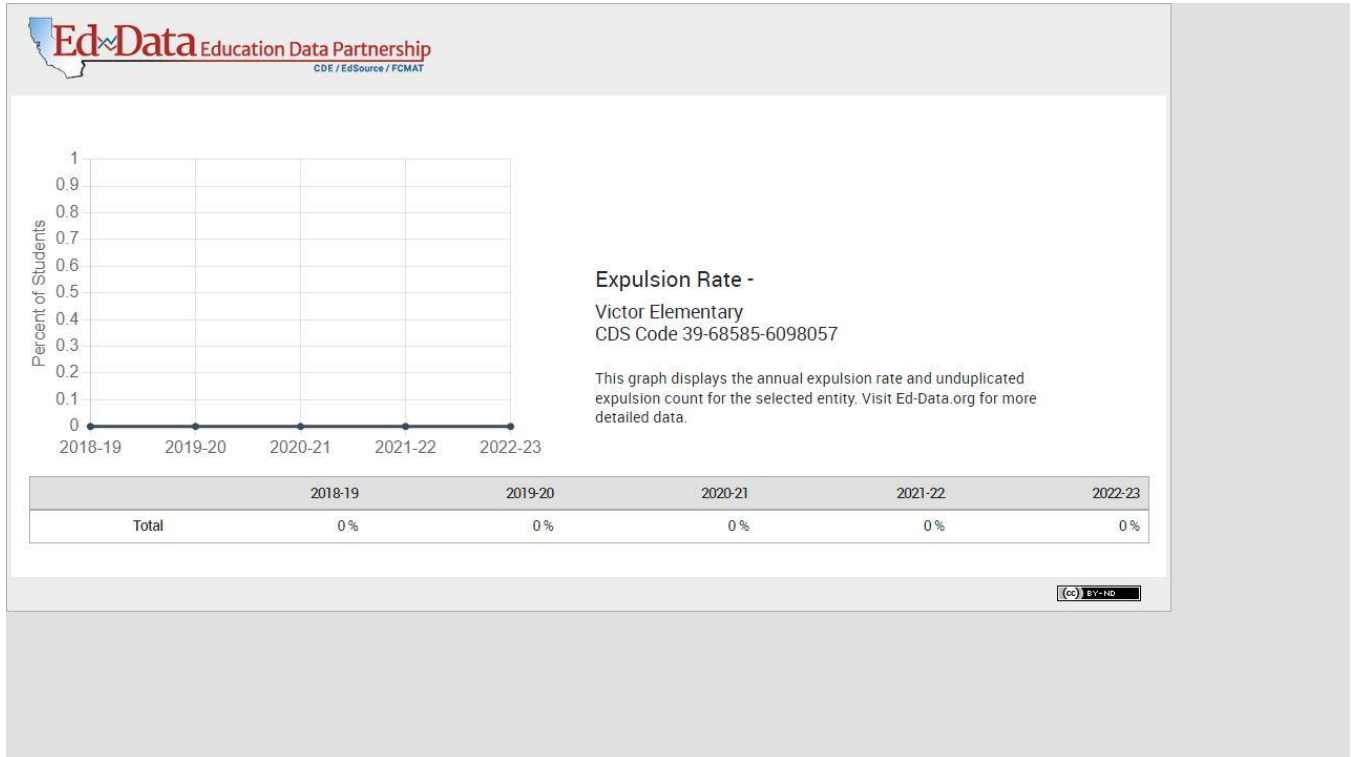 Ed Data Education Data Partnership
CDE / EdSource / FCMAT
1
0.9
0.8
0.7
0.6
0.5
0.4
0.3
0.2
0.1
0
Percent of Students
2018-19 2019-20 2020-21 2021-22 2022-23
Expulsion Rate -
Victor Elementary
CDS Code 39-68585-6098057
This graph displays the annual expulsion rate and unduplicated
expulsion count for the selected entity. Visit Ed-Data.org for more
detailed data.
2018-19 2019-20 2020-21 2021-22 2022-23
Total 0 % 0 % 0 % 0 % 0 %
(cc) BY-ND